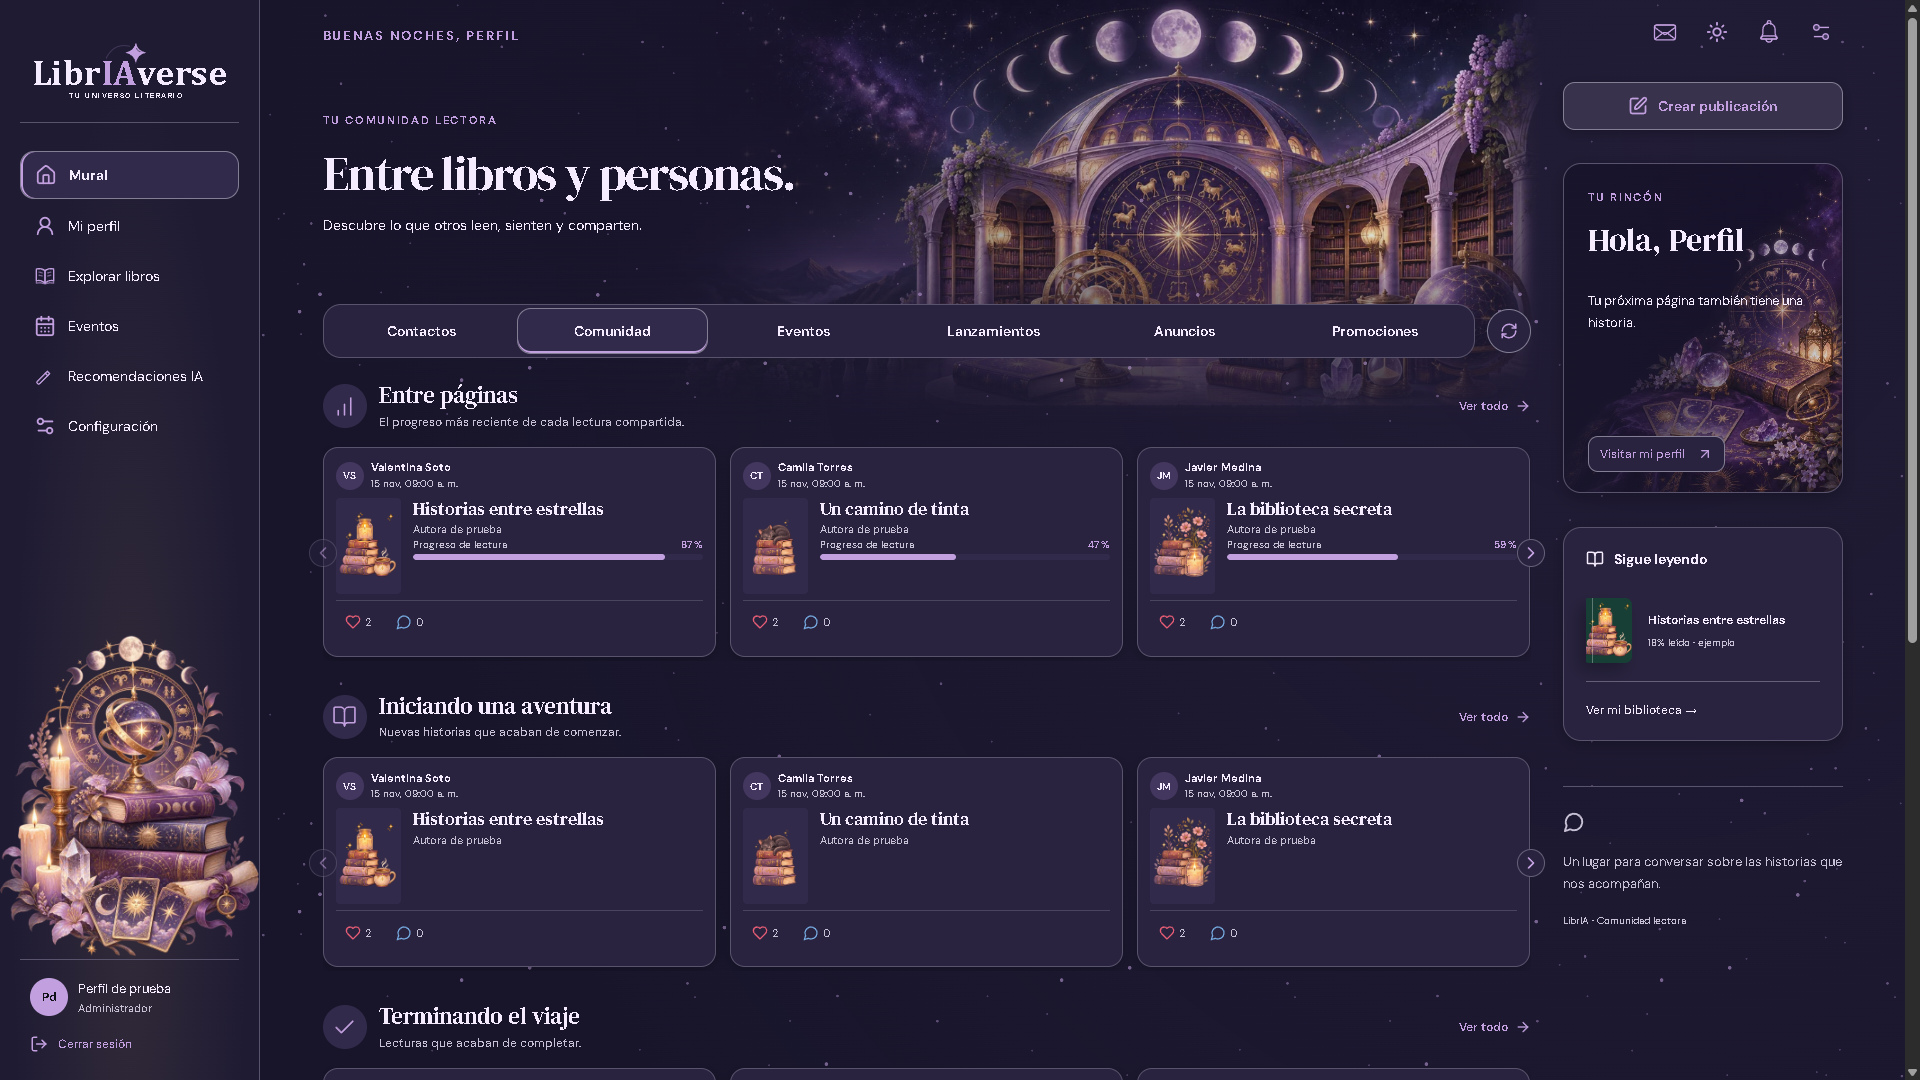 LibrIAverse
TU UNIVERSO LITERARIO
Mural
Mi perfil
Explorar libros
Eventos
Recomendaciones IA
Configuración
Pd
Perfil de prueba
Administrador
Cerrar sesión
BUENAS NOCHES, PERFIL
TU COMUNIDAD LECTORA
Entre libros y personas.
Descubre lo que otros leen, sienten y comparten.
Contactos
Comunidad
Eventos
Lanzamientos
Anuncios
Promociones
Entre páginas
El progreso más reciente de cada lectura compartida.
Ver todo
VS
Valentina Soto
15 nov, 09:00 a. m.
Historias entre estrellas
Autora de prueba
Progreso de lectura
87%
2
0
CT
Camila Torres
15 nov, 09:00 a. m.
Un camino de tinta
Autora de prueba
Progreso de lectura
47%
2
0
JM
Javier Medina
15 nov, 09:00 a. m.
La biblioteca secreta
Autora de prueba
Progreso de lectura
59%
2
0
Iniciando una aventura
Nuevas historias que acaban de comenzar.
Ver todo
VS
Valentina Soto
15 nov, 09:00 a. m.
Historias entre estrellas
Autora de prueba
2
0
CT
Camila Torres
15 nov, 09:00 a. m.
Un camino de tinta
Autora de prueba
2
0
JM
Javier Medina
15 nov, 09:00 a. m.
La biblioteca secreta
Autora de prueba
2
0
Terminando el viaje
Lecturas que acaban de completar.
Ver todo
Crear publicación
TU RINCÓN
Hola, Perfil
Tu próxima página también tiene una
historia.
Visitar mi perfil
Sigue leyendo
Historias entre estrellas
18% leído · ejemplo
Ver mi biblioteca →
Un lugar para conversar sobre las historias que
nos acompañan.
LibrIA · Comunidad lectora